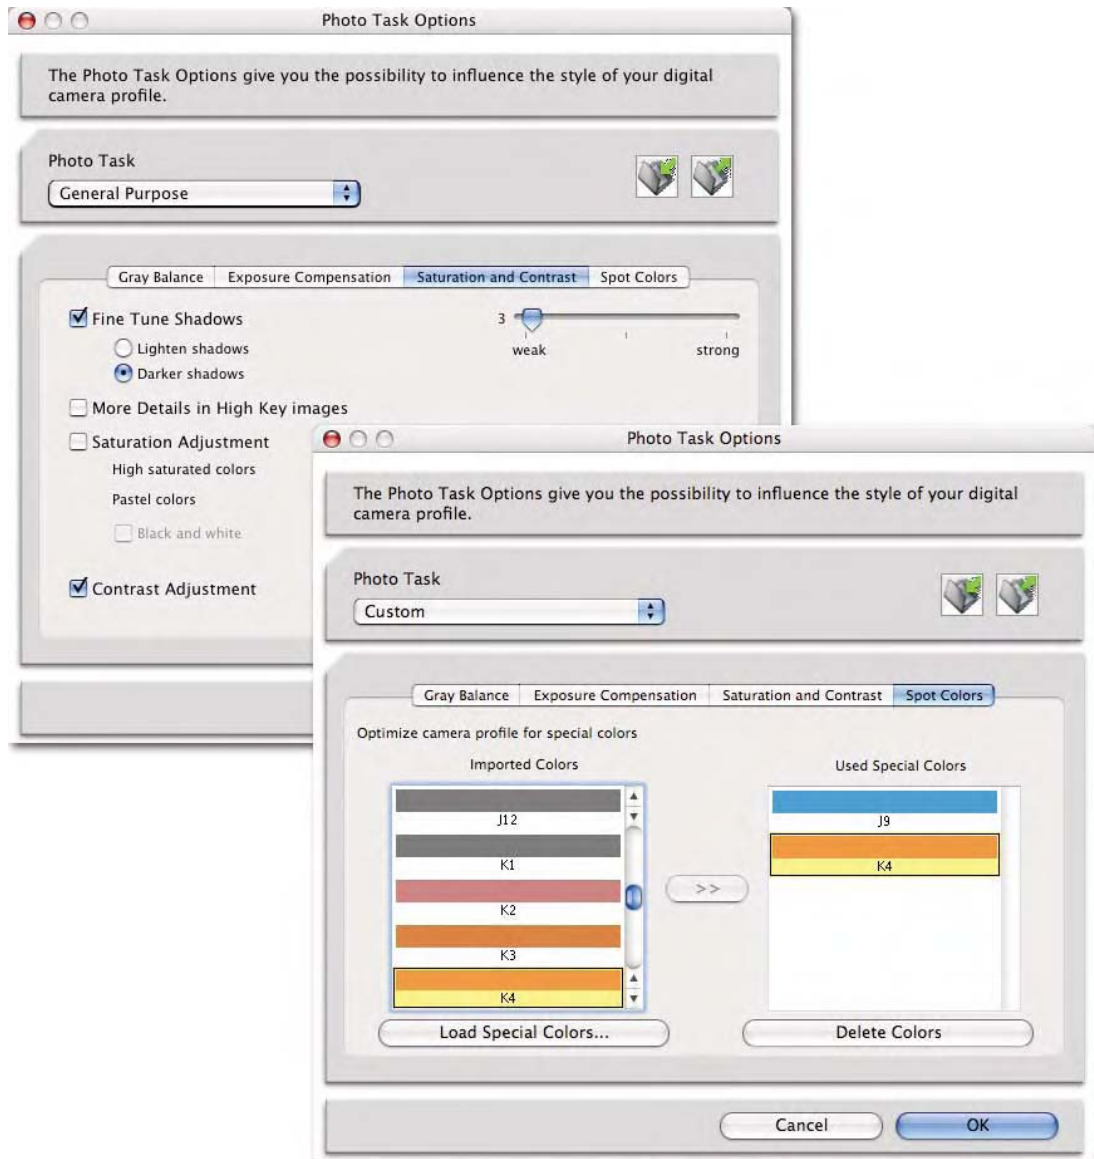 Photo Task Options
The Photo Task Options give you the possibility to influence the style of your digital
camera profile.
Photo Task
General Purpose
Gray Balance
Exposure Compensation
Saturation and Contrast
Spot Colors
Fine Tune Shadows
3
Lighten shadows
weak
strong
Darker shadows
More Details in High Key images
Saturation Adjustment
High saturated colors
Pastel colors
Black and white
Contrast Adjustment
Photo Task Options
The Photo Task Options give you the possibility to influence the style of your digital
camera profile.
Photo Task
Custom
Gray Balance
Exposure Compensation
Saturation and Contrast
Spot Colors
Optimize camera profile for special colors
Imported Colors
J12
K1
K2
K3
K4
Load Special Colors...
>>
Used Special Colors
J9
K4
Delete Colors
Cancel
OK